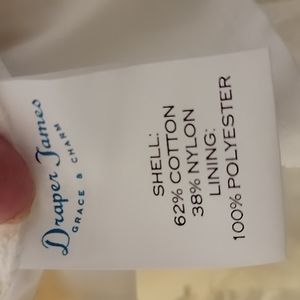 Draper James
GRACE & CHARM
SHELL:
62% COTTON
38% NYLON
LINING:
100% POLYESTER